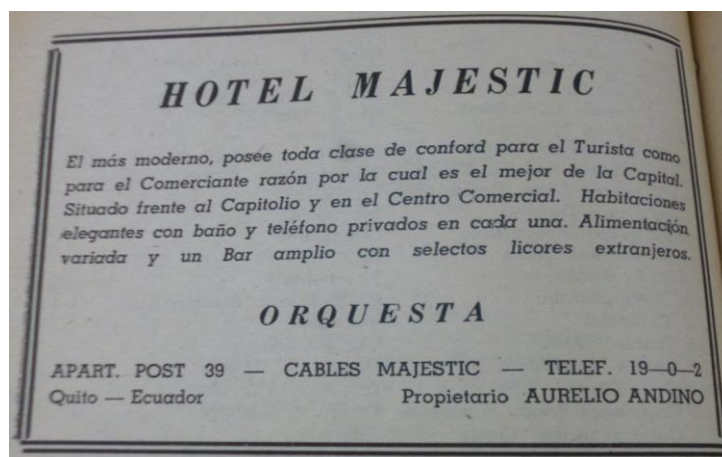 HOTEL MAJESTIC
El más moderno, posee toda clase de conford para el Turista como
para el Comerciante razón por la cual es el mejor de la Capital.
Situado frente al Capitolio y en el Centro Comercial. Habitaciones
elegantes con baño y teléfono privados en cada una. Alimentación
variada y un Bar amplio con selectos licores extranjeros.
ORQUESTA
APART. POST 39 — CABLES MAJESTIC — TELEF. 19—0—2
Quito — Ecuador Propietario AURELIO ANDINO